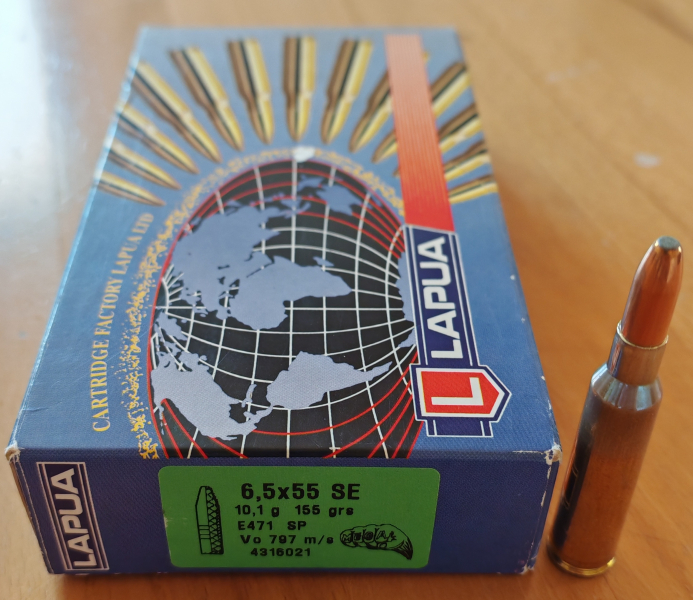 CARTRIDGE FACTORY LAPUA LTD
LAPUA
L
LAPUA
6,5x55 SE
10,1 g 155 grs
E471 SP
Vo 797 m/s
4316021